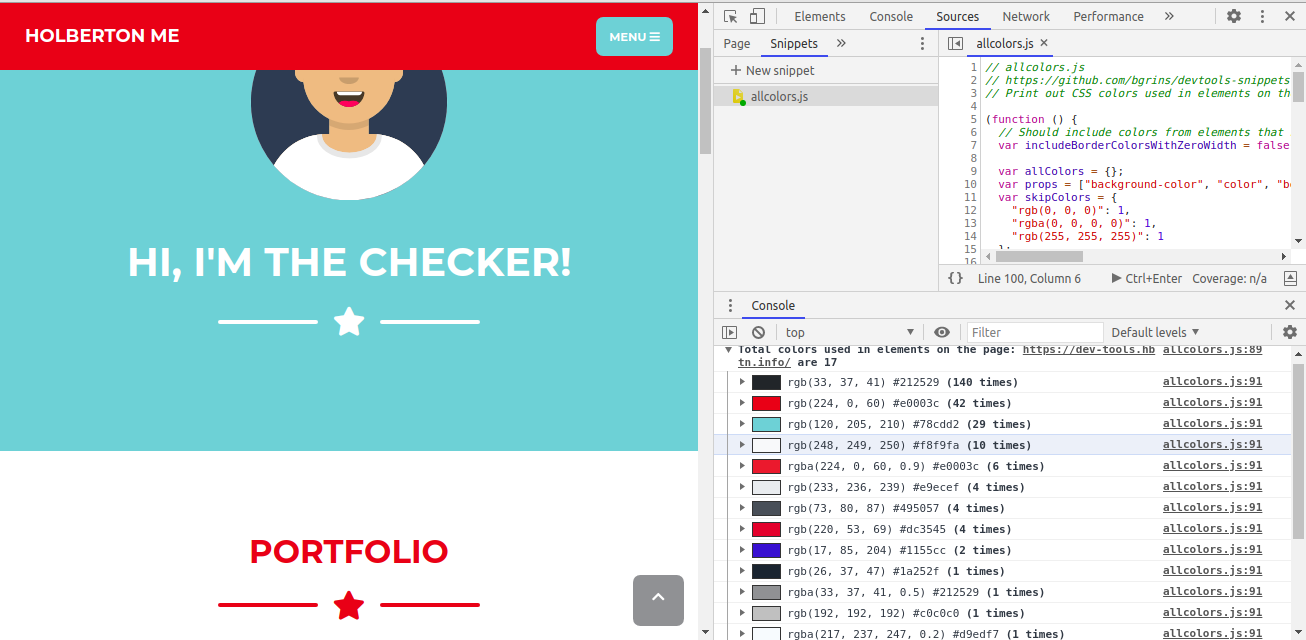 HOLBERTON ME
MENU
HI, I'M THE CHECKER!
PORTFOLIO
Elements Console Sources Network Performance »
Page Snippets »
+ New snippet
allcolors.js
allcolors.js ×
1 // allcolors.js
2 // https://github.com/bgrins/devtools-snippets
3 // Print out CSS colors used in elements on th
4
5 (function () {
6 // Should include colors from elements that
7 var includeBorderColorsWithZeroWidth = false
8
9 var allColors = {};
10 var props = ["background-color", "color", "b
11 var skipColors = {
12 "rgb(0, 0, 0)": 1,
13 "rgba(0, 0, 0, 0)": 1,
14 "rgb(255, 255, 255)": 1
15 };
16
{} Line 100, Column 6 Ctrl+Enter Coverage: n/a
Console
top Filter Default levels
Total colors used in elements on the page: https://dev-tools.hb allcolors.js:89
tn.info/ are 17
rgb(33, 37, 41) #212529 (140 times) allcolors.js:91
rgb(224, 0, 60) #e0003c (42 times) allcolors.js:91
rgb(120, 205, 210) #78cdd2 (29 times) allcolors.js:91
rgb(248, 249, 250) #f8f9fa (10 times) allcolors.js:91
rgba(224, 0, 60, 0.9) #e0003c (6 times) allcolors.js:91
rgb(233, 236, 239) #e9ecef (4 times) allcolors.js:91
rgb(73, 80, 87) #495057 (4 times) allcolors.js:91
rgb(220, 53, 69) #dc3545 (4 times) allcolors.js:91
rgb(17, 85, 204) #1155cc (2 times) allcolors.js:91
rgb(26, 37, 47) #1a252f (1 times) allcolors.js:91
rgba(33, 37, 41, 0.5) #212529 (1 times) allcolors.js:91
rgb(192, 192, 192) #c0c0c0 (1 times) allcolors.js:91
rgba(217, 237, 247, 0.2) #d9edf7 (1 times) allcolors.js:91